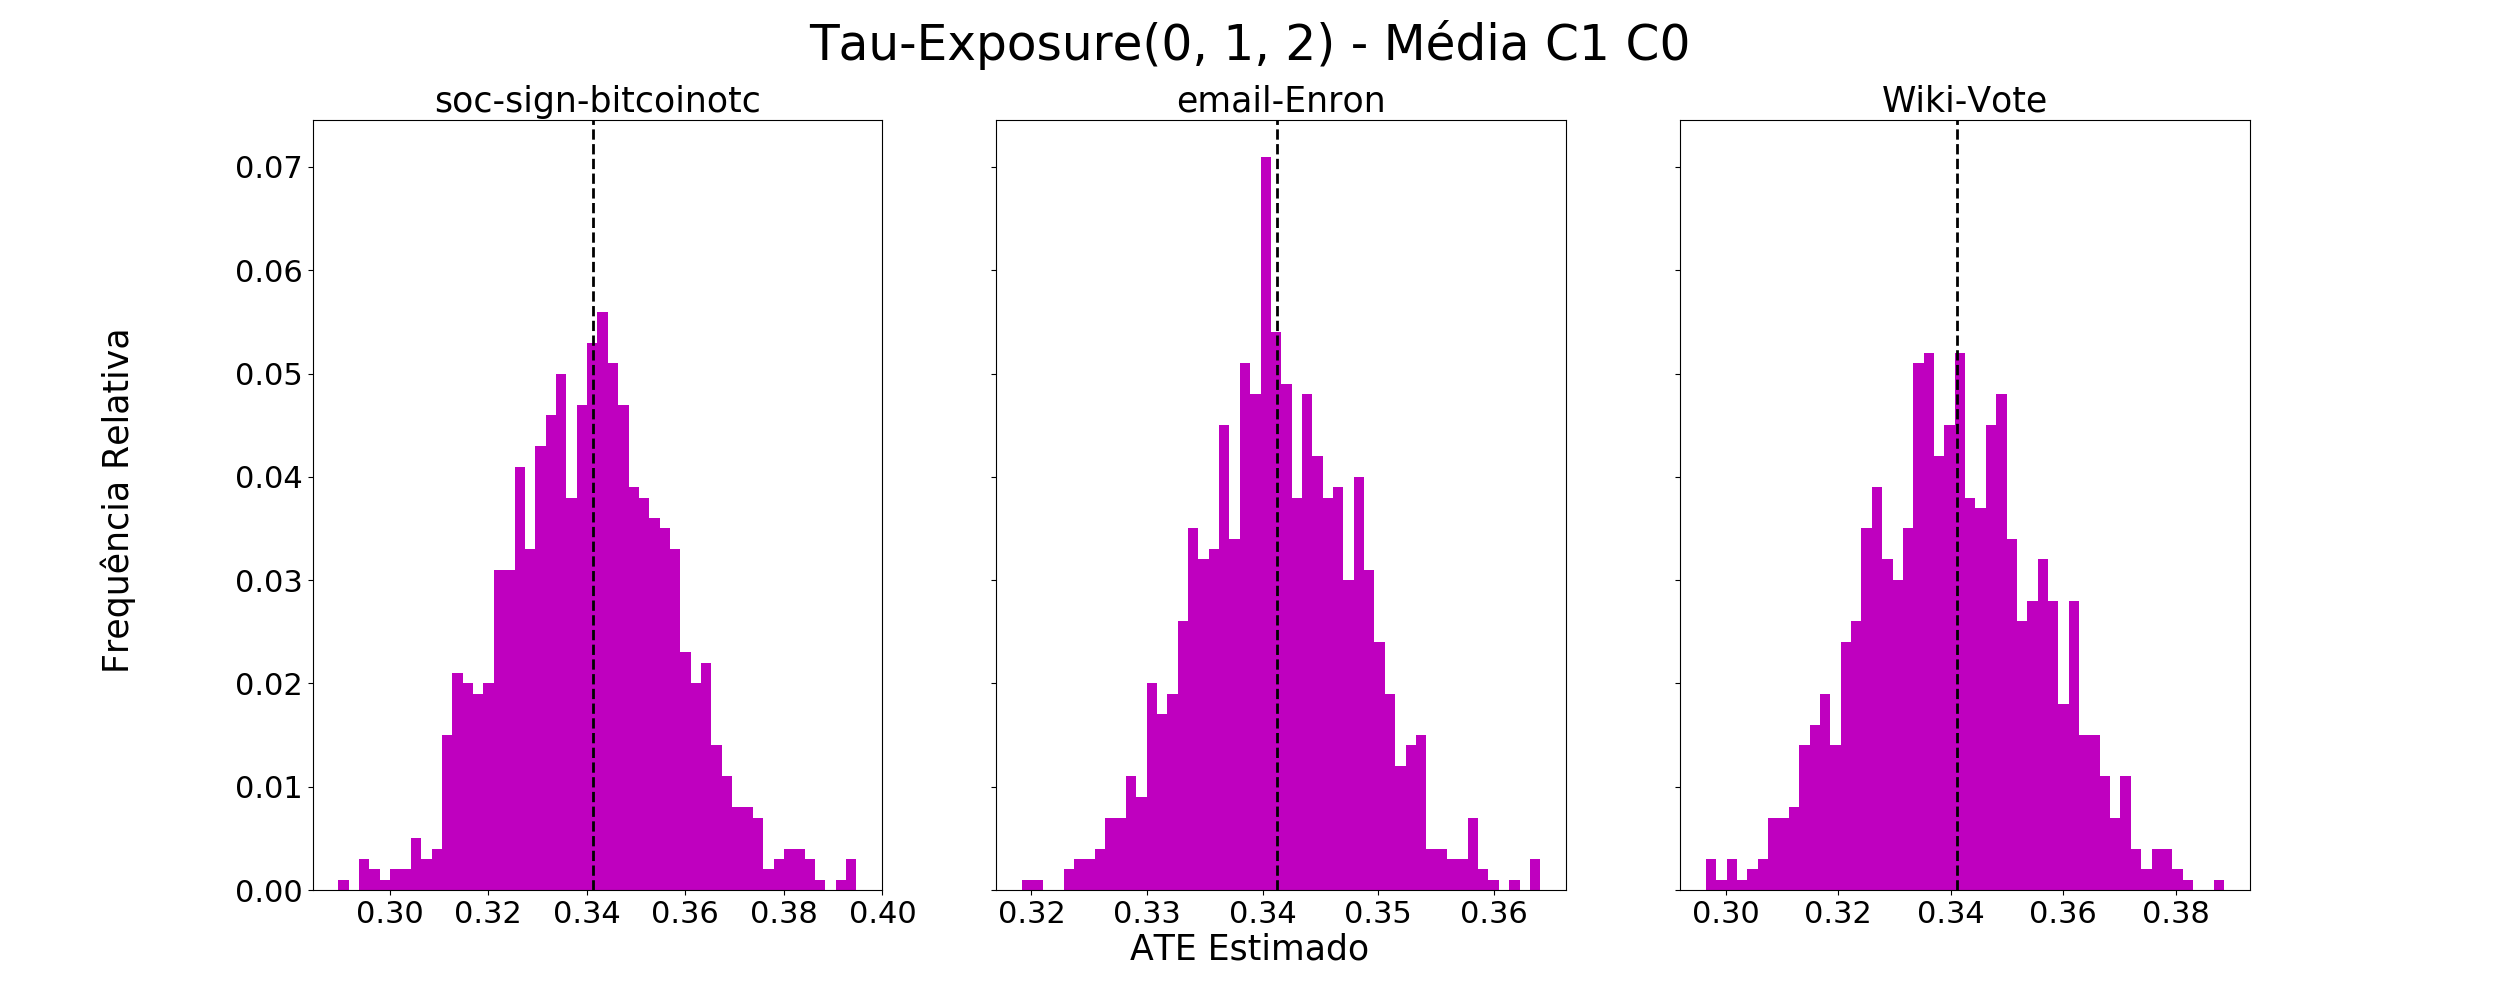 Tau-Exposure(0, 1, 2) - Média C1 C0
soc-sign-bitcoinotc
email-Enron
Wiki-Vote
Frequência Relativa
0.07
0.06
0.05
0.04
0.03
0.02
0.01
0.00
0.30 0.32 0.34 0.36 0.38 0.40
0.32 0.33 0.34 0.35 0.36
0.30 0.32 0.34 0.36 0.38
ATE Estimado